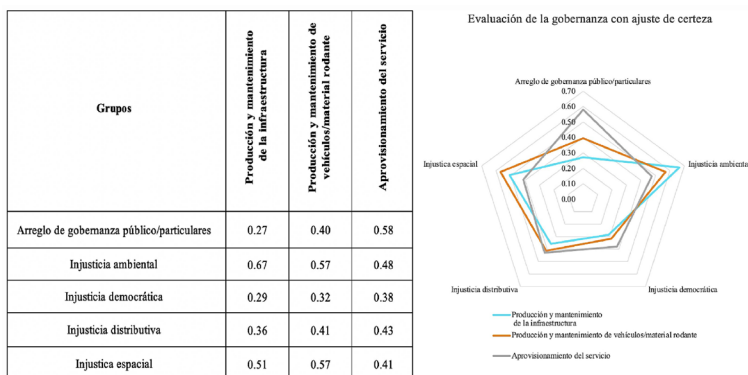 Grupos
Producción y mantenimiento
de la infraestructura
Producción y mantenimiento de
vehículos/material rodante
Aprovisionamiento del servicio
Arreglo de gobernanza público/particulares 0.27 0.40 0.58
Injusticia ambiental 0.67 0.57 0.48
Injusticia democrática 0.29 0.32 0.38
Injusticia distributiva 0.36 0.41 0.43
Injustica espacial 0.51 0.57 0.41
Evaluación de la gobernanza con ajuste de certeza
Arreglo de gobernanza público/particulares
0.70
0.60
0.50
0.40
0.30
0.20
0.10
0.00
Injustica espacial
Injusticia ambiental
Injusticia distributiva
Injusticia democrática
Producción y mantenimiento
de la infraestructura
Producción y mantenimiento de vehículos/material rodante
Aprovisionamiento del servicio